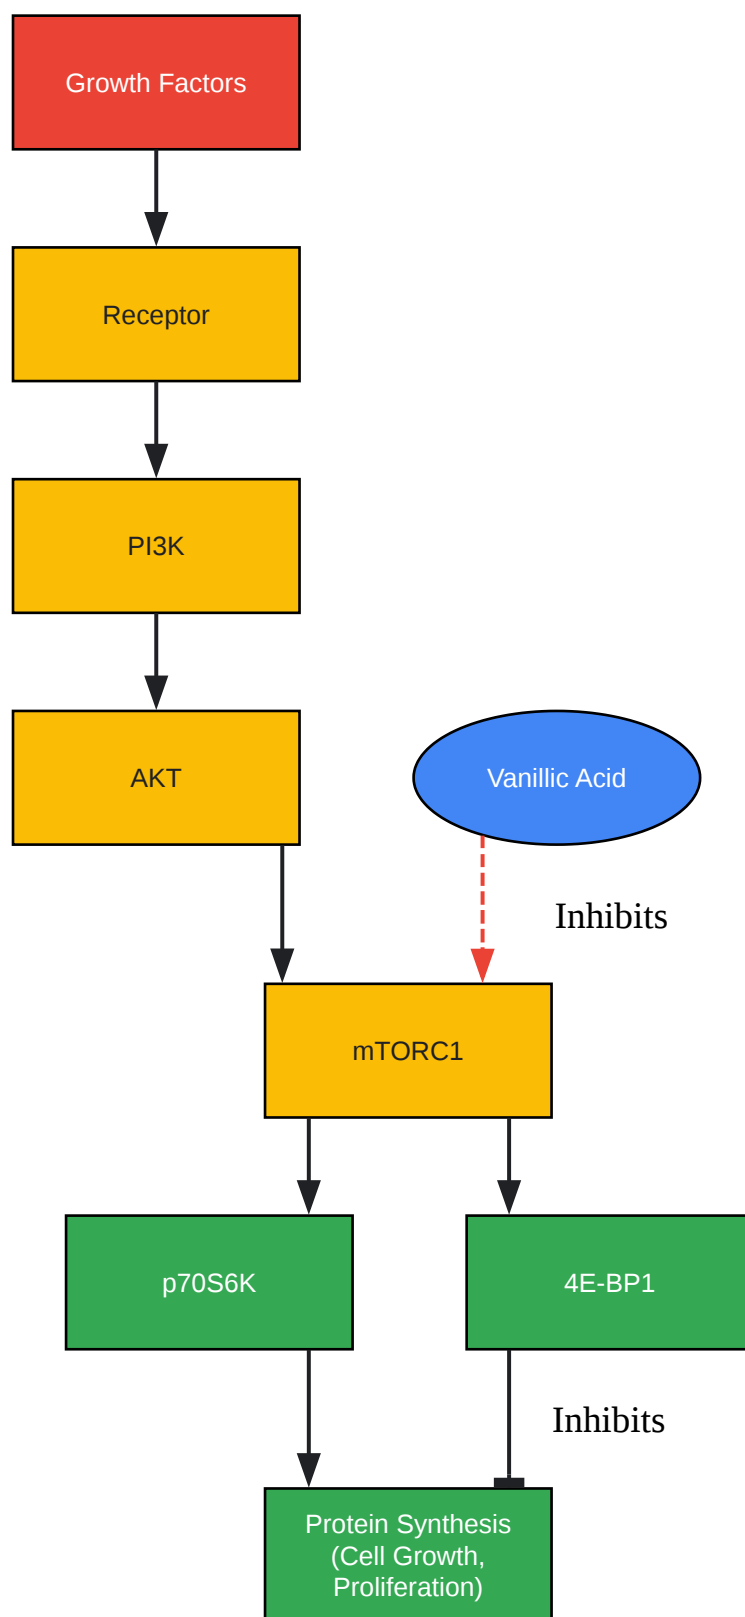 Growth Factors
Receptor
PI3K
AKT
Vanillic Acid
Inhibits
mTORC1
p70S6K
4E-BP1
Inhibits
Protein Synthesis
(Cell Growth,
Proliferation)